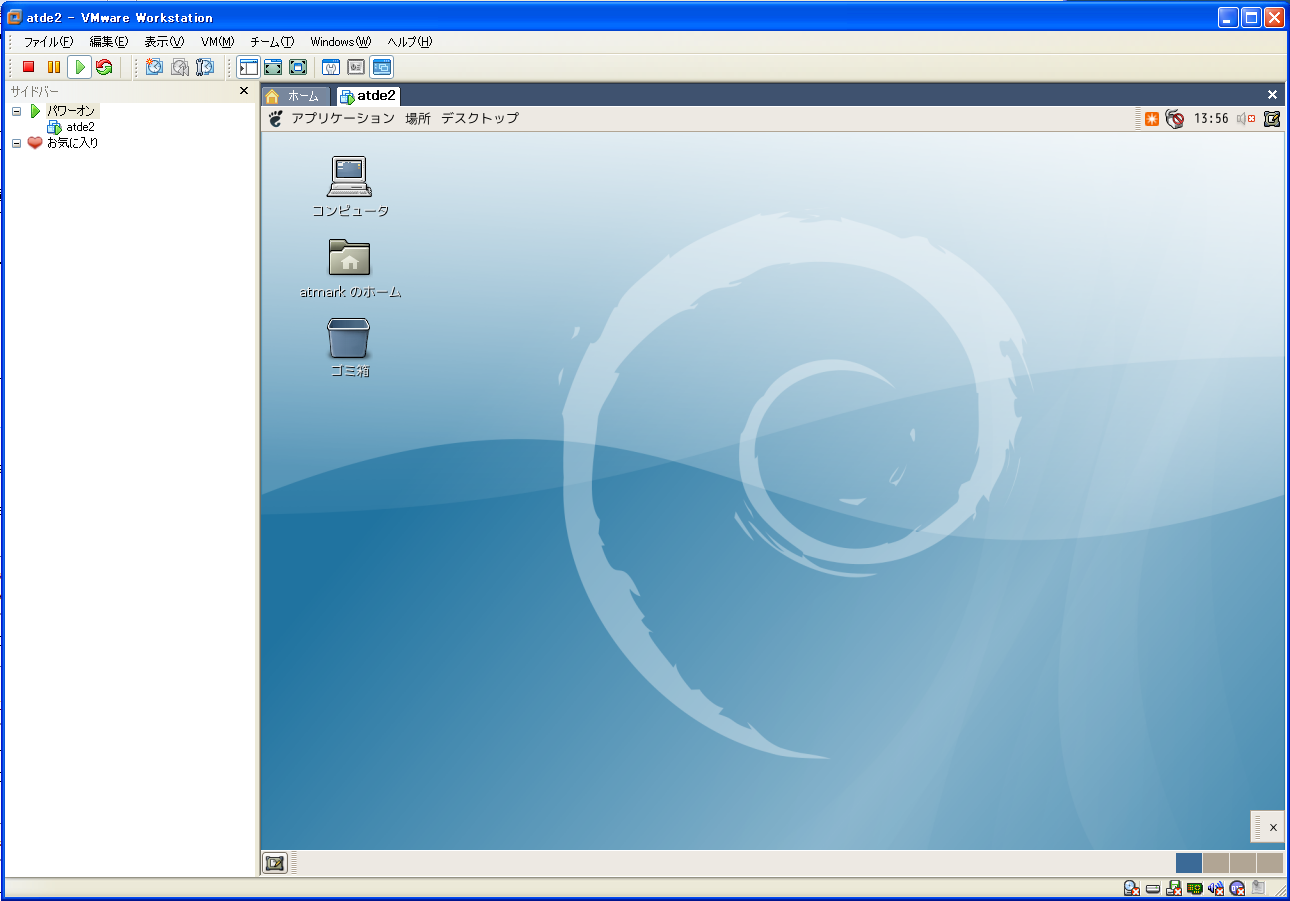 atde2 - VMware Workstation
ファイル(F) 編集(E) 表示(V) VM(M) チーム(T) Windows(W) ヘルプ(H)
サイドバー
パワーオン
atde2
お気に入り
ホーム atde2
アプリケーション 場所 デスクトップ 13:56
コンピュータ
atmark のホーム
ゴミ箱